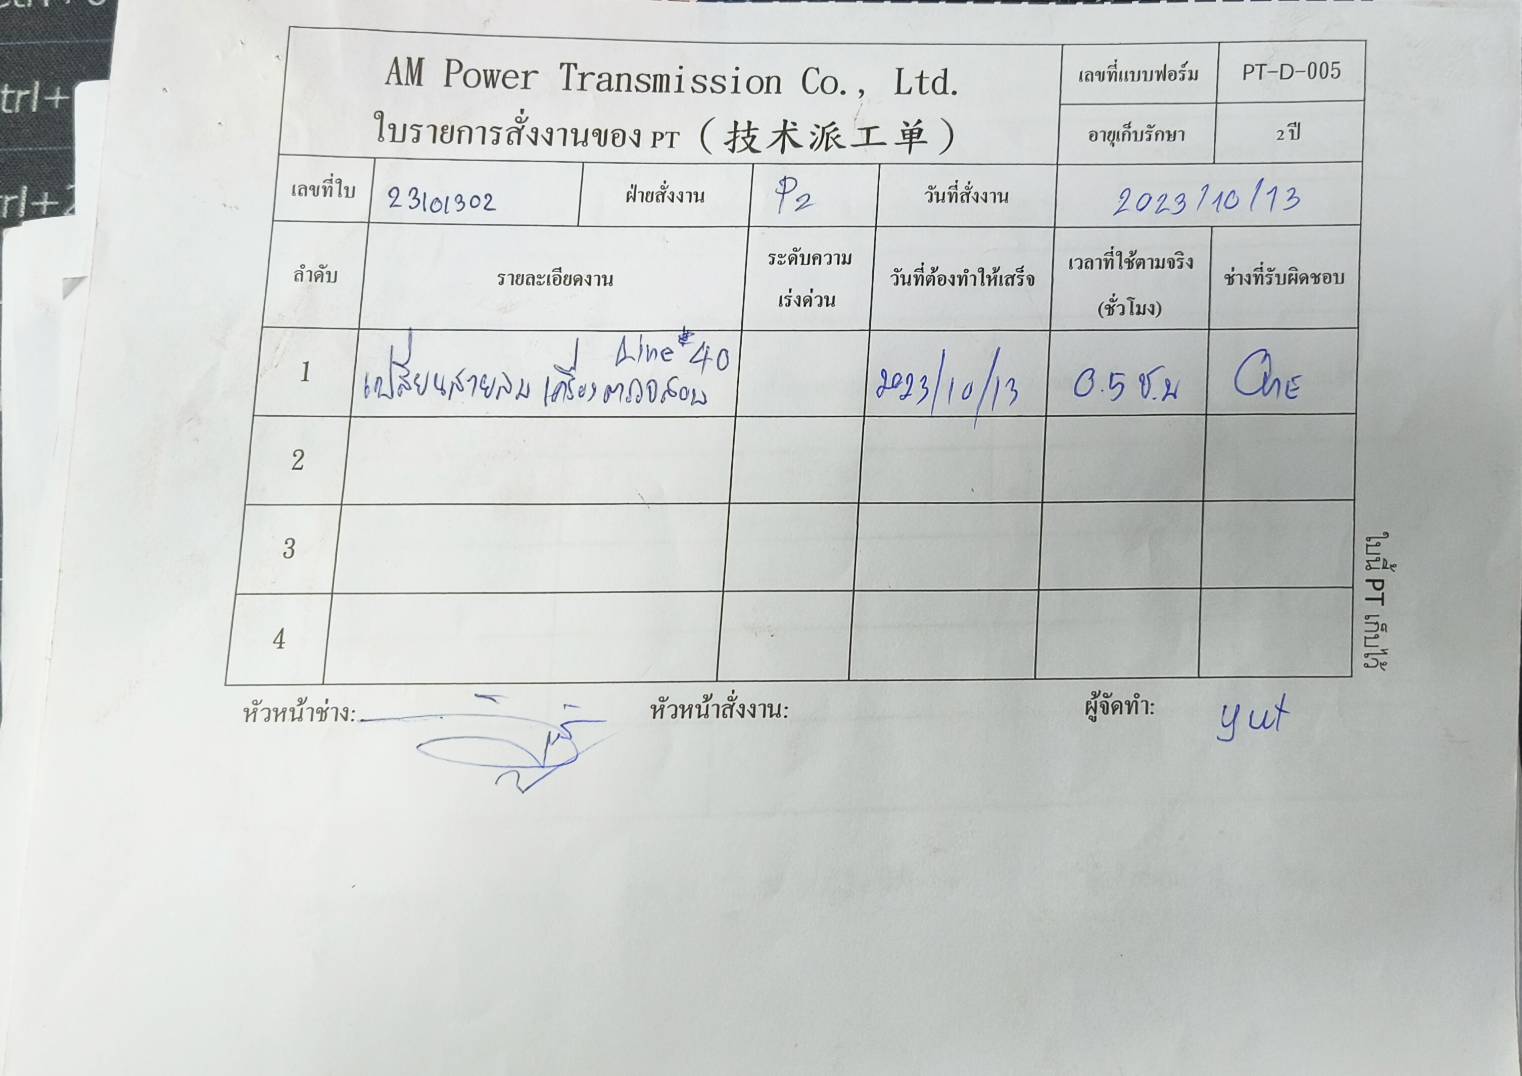 AM Power Transmission Co., Ltd.
ใบรายการสั่งงานของ PT (技术派工单)
เลขที่แบบฟอร์ม PT-D-005
อายุเก็บรักษา 2 ปี
เลขที่ใบ 23101302 ฝ่ายสั่งงาน P2 วันที่สั่งงาน 2023/10/13
ลำดับ รายละเอียดงาน ระดับความเร่งด่วน วันที่ต้องทำให้เสร็จ เวลาที่ใช้ตามจริง (ชั่วโมง) ช่างที่รับผิดชอบ
Line #40
1 เปลี่ยนสายลม เครื่องตรวจสอบ 2023/10/13 0.5 ช.ม
2
3
4
หัวหน้าช่าง: หัวหน้าสั่งงาน: ผู้จัดทำ: yut
ใบนี้ PT เก็บไว้
trl+
rl+